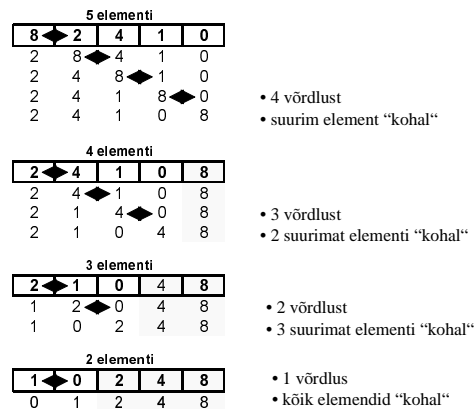 5 elementi
8 2 4 1 0
2 8 4 1 0
2 4 8 1 0
2 4 1 8 0
2 4 1 0 8
• 4 võrdlust
• suurim element “kohal“
4 elementi
2 4 1 0 8
2 4 1 0 8
2 1 4 0 8
2 1 0 4 8
• 3 võrdlust
• 2 suurimat elementi “kohal“
3 elementi
2 1 0 4 8
1 2 0 4 8
1 0 2 4 8
• 2 võrdlust
• 3 suurimat elementi “kohal“
2 elementi
1 0 2 4 8
0 1 2 4 8
• 1 võrdlus
• kõik elemendid “kohal“